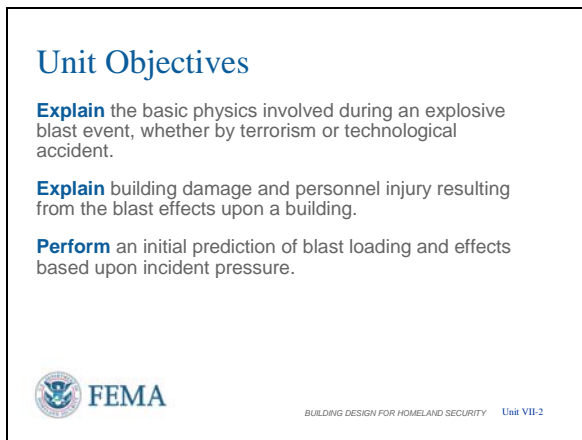 Unit Objectives
Explain the basic physics involved during an explosive
blast event, whether by terrorism or technological
accident.
Explain building damage and personnel injury resulting
from the blast effects upon a building.
Perform an initial prediction of blast loading and effects
based upon incident pressure.
FEMA
BUILDING DESIGN FOR HOMELAND SECURITY Unit VII-2